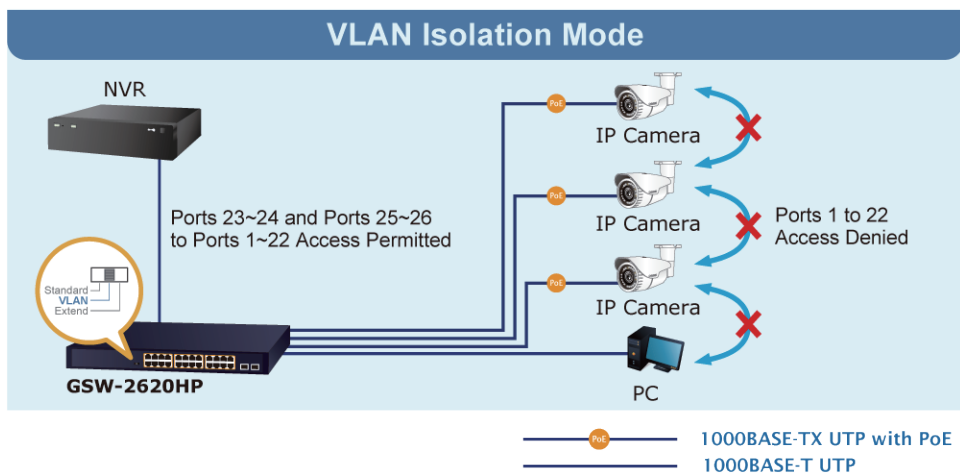 VLAN Isolation Mode
NVR
PoE
IP Camera
Ports 23~24 and Ports 25~26
to Ports 1~22 Access Permitted
PoE
IP Camera
Ports 1 to 22
Access Denied
Standard
VLAN
Extend
PoE
IP Camera
GSW-2620HP
PC
PoE
1000BASE-TX UTP with PoE
1000BASE-T UTP